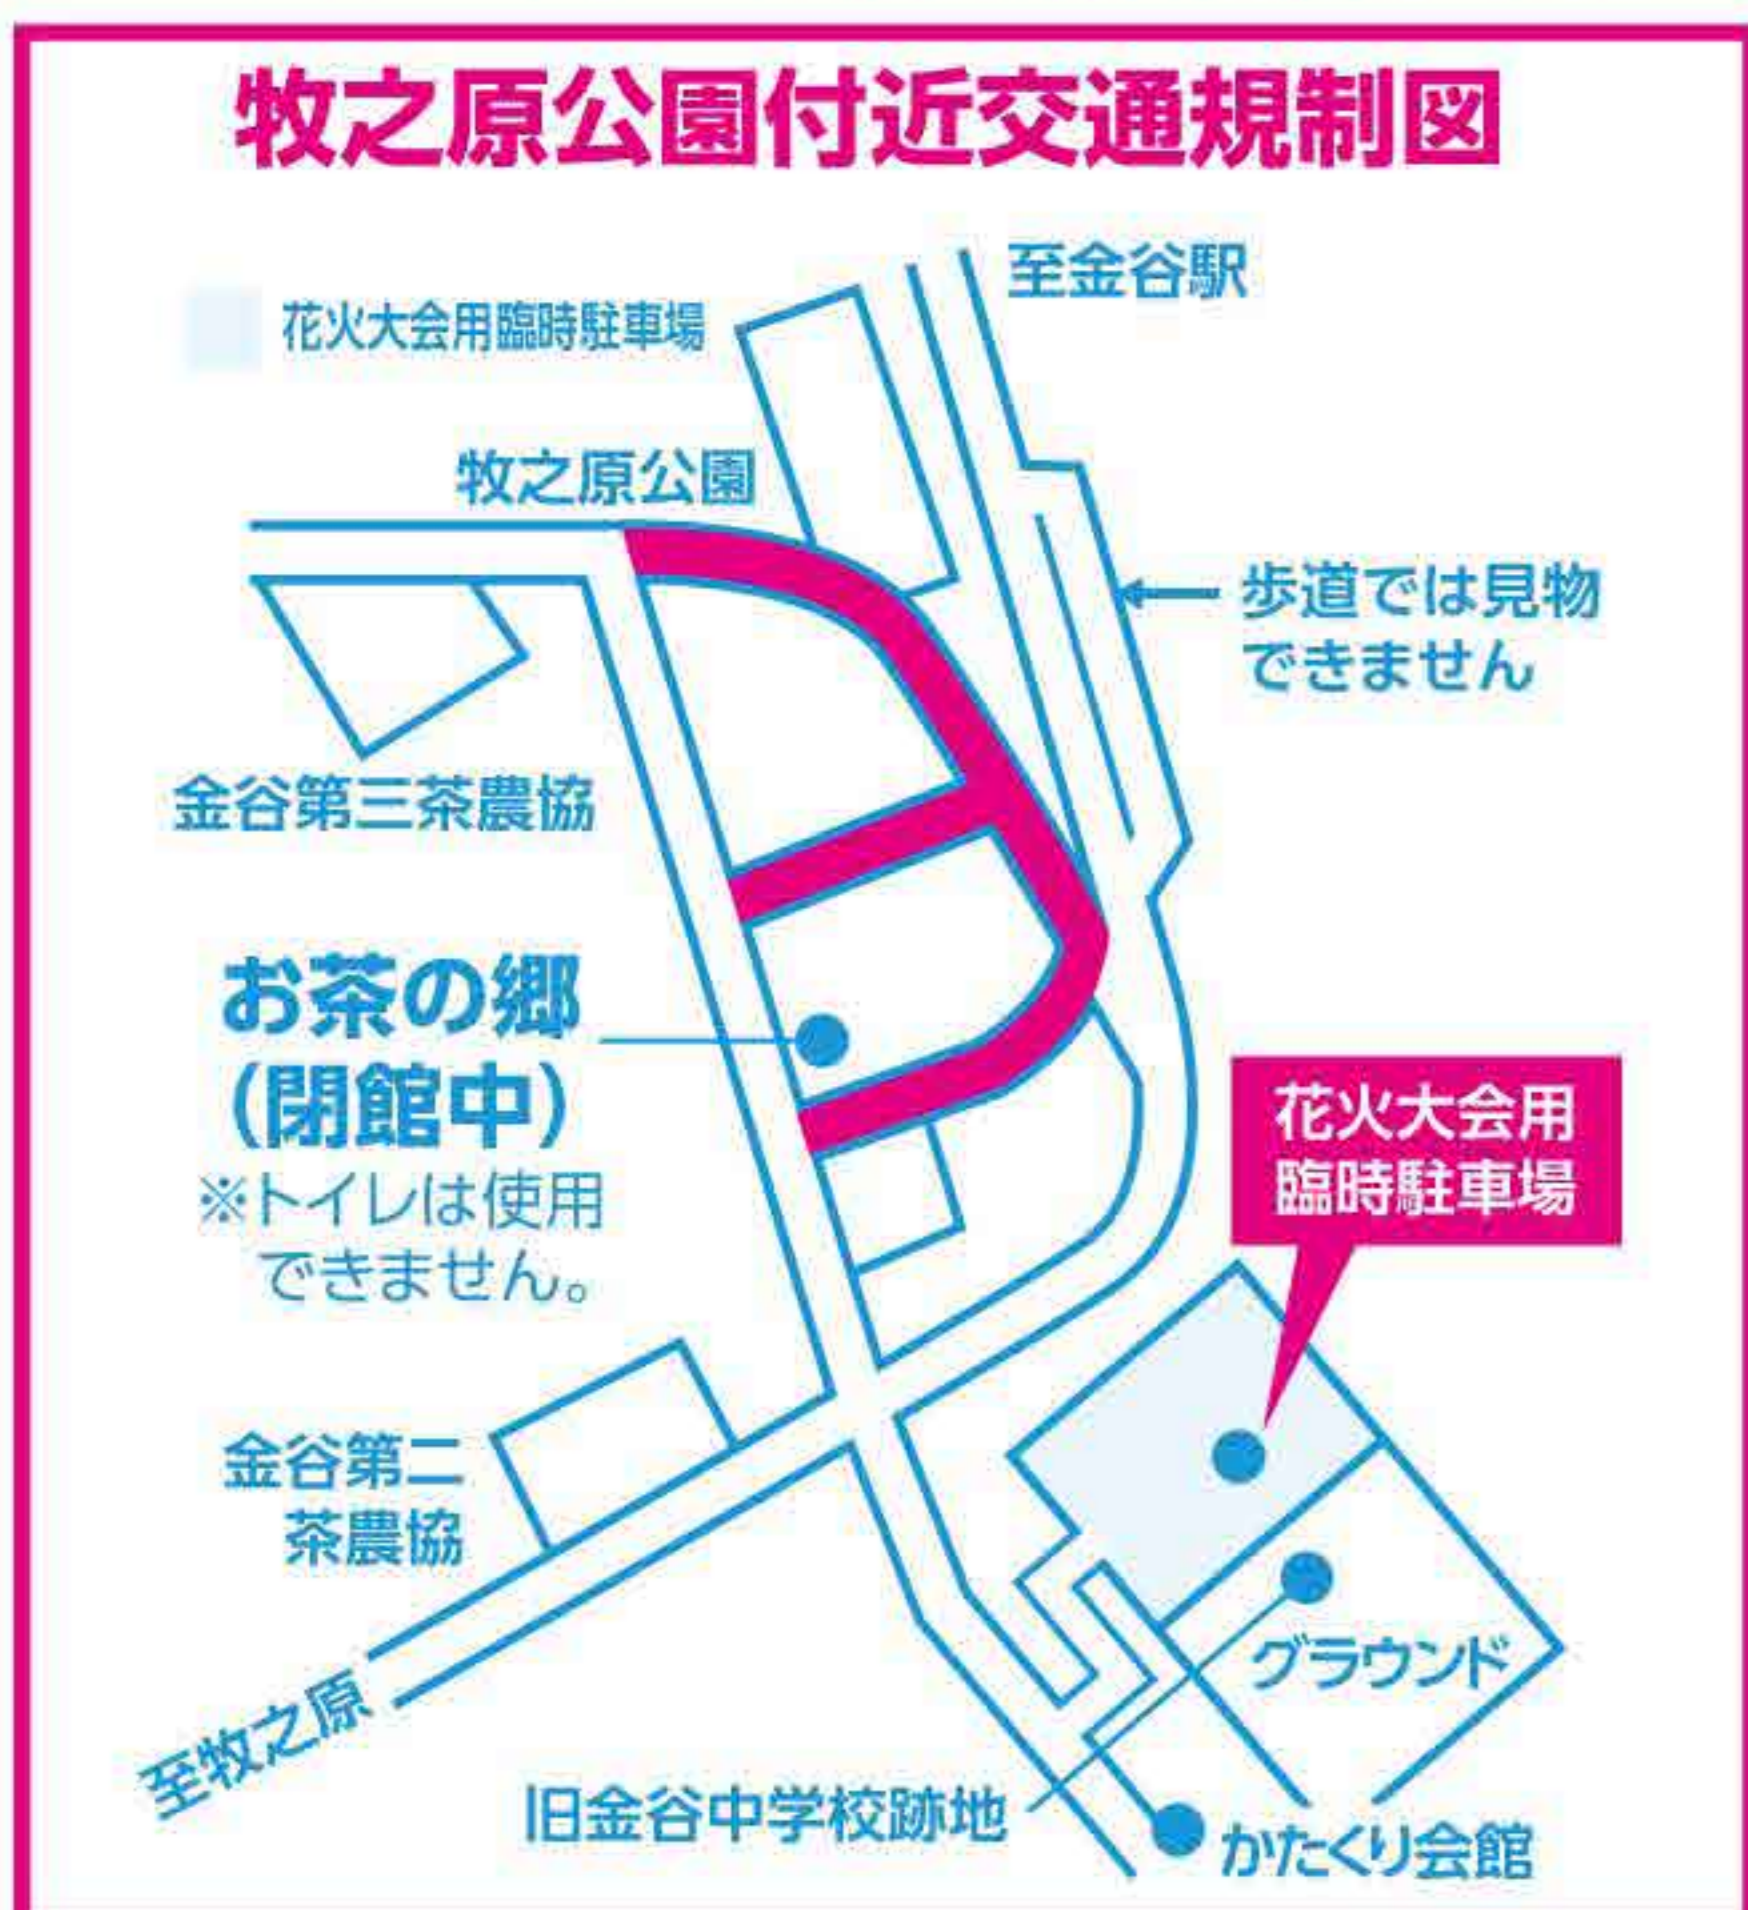 牧之原公園付近交通規制図
至金谷駅
花火大会用臨時駐車場
牧之原公園
歩道では見物
できません
金谷第三茶農協
お茶の郷
(閉館中)
※トイレは使用
できません。
花火大会用
臨時駐車場
金谷第二
茶農協
グラウンド
至牧之原
旧金谷中学校跡地
かたくり会館